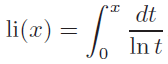 li(x) = ∫₀ˣ dt / ln t